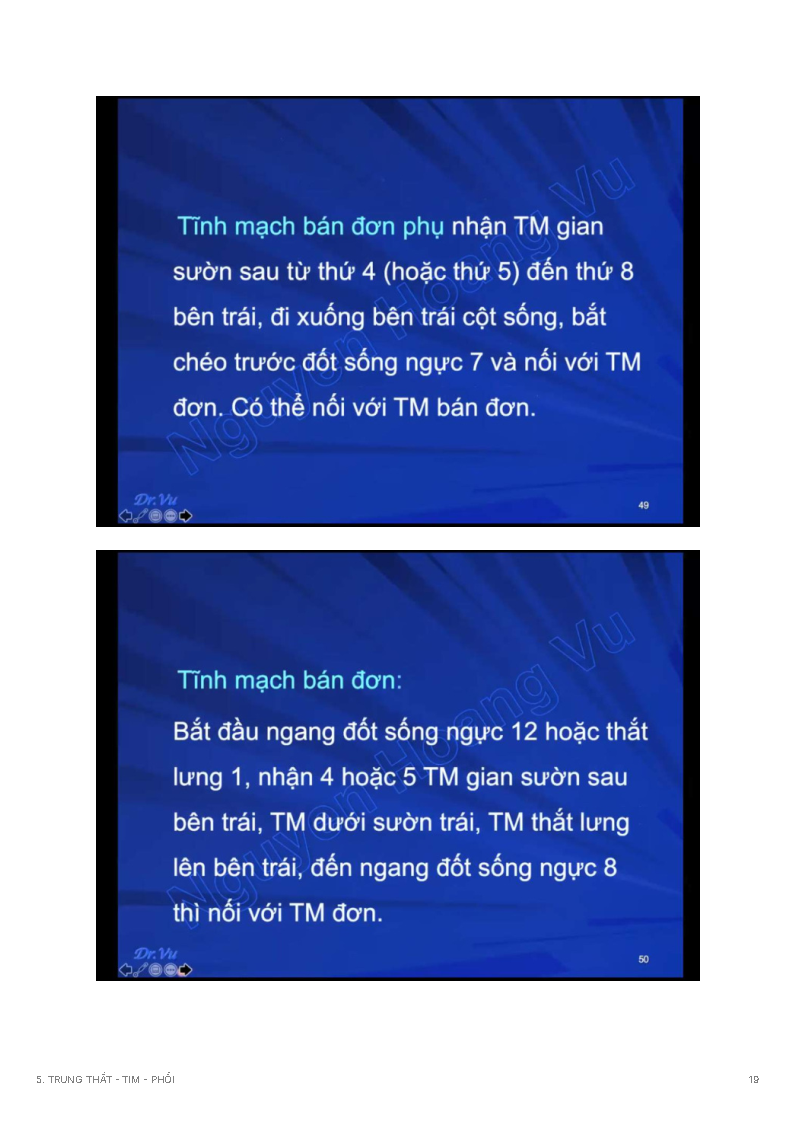 Tĩnh mạch bán đơn phụ nhận TM gian
sườn sau từ thứ 4 (hoặc thứ 5) đến thứ 8
bên trái, đi xuống bên trái cột sống, bắt
chéo trước đốt sống ngực 7 và nối với TM
đơn. Có thể nối với TM bán đơn.
Nguyen Hoang Vu
Dr.Vu
49
Tĩnh mạch bán đơn:
Bắt đầu ngang đốt sống ngực 12 hoặc thắt
lưng 1, nhận 4 hoặc 5 TM gian sườn sau
bên trái, TM dưới sườn trái, TM thắt lưng
lên bên trái, đến ngang đốt sống ngực 8
thì nối với TM đơn.
Nguyen Hoang Vu
Dr.Vu
50
5. TRUNG THẤT - TIM - PHỔI
19